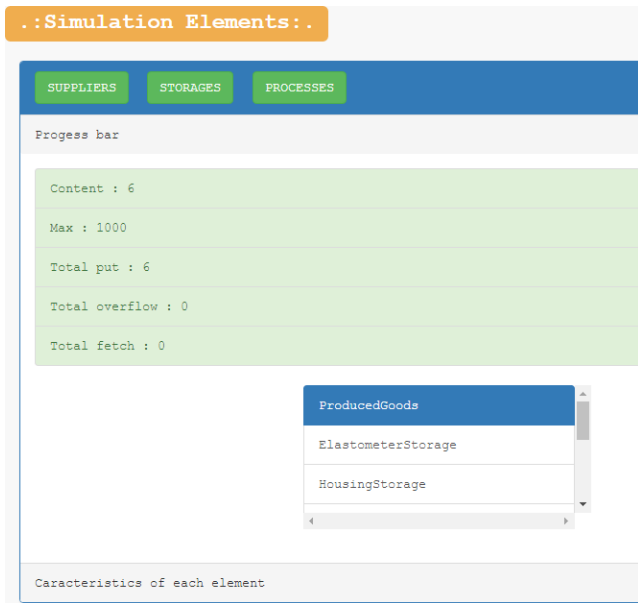 .:Simulation Elements:.
SUPPLIERS STORAGES PROCESSES
Progess bar
Content : 6
Max : 1000
Total put : 6
Total overflow : 0
Total fetch : 0
ProducedGoods
ElastometerStorage
HousingStorage
Caracteristics of each element